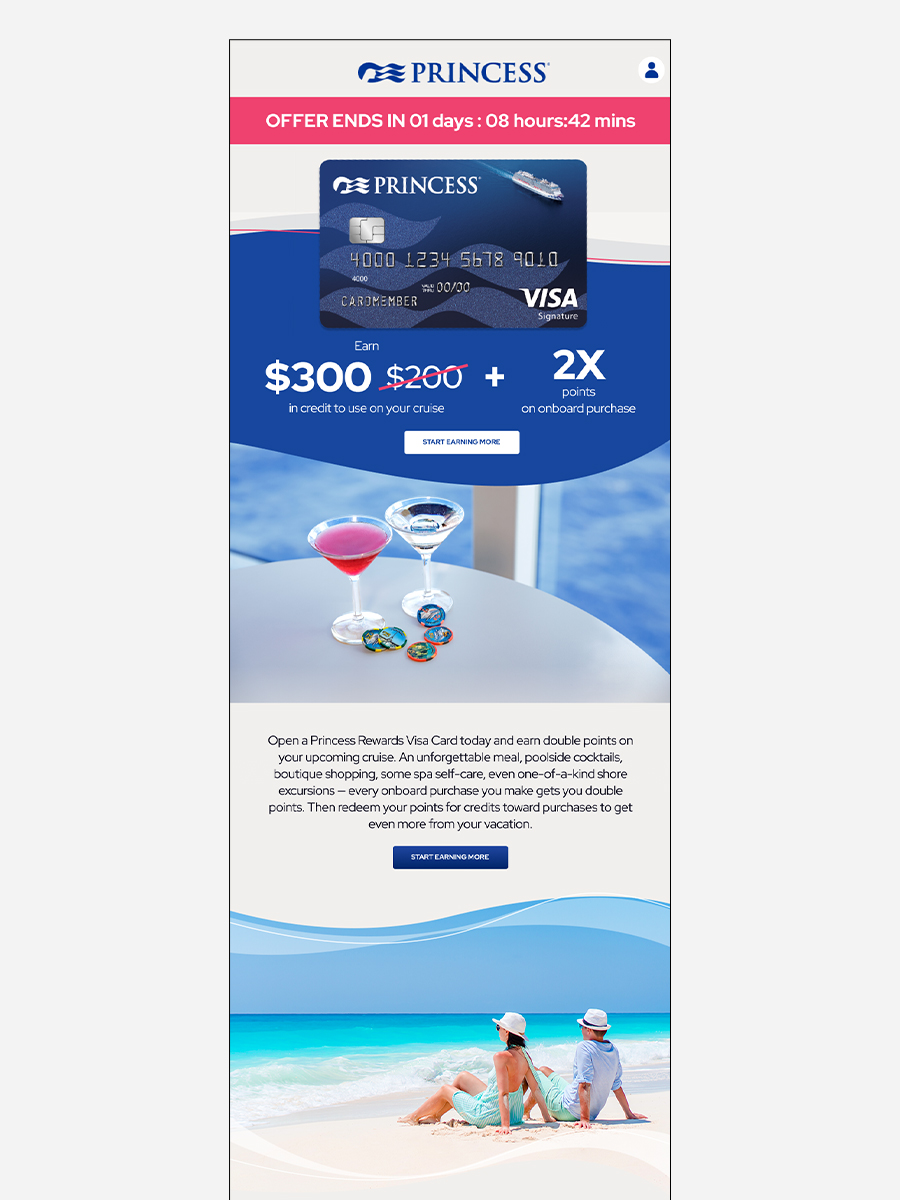 PRINCESS
OFFER ENDS IN 01 days : 08 hours:42 mins
PRINCESS
4000 1234 5678 9010
4000
VALID THRU 00/00
CARDMEMBER
VISA
Signature
Earn
$300 $200 + 2X
points
in credit to use on your cruise
on onboard purchase
START EARNING MORE
Open a Princess Rewards Visa Card today and earn double points on
your upcoming cruise. An unforgettable meal, poolside cocktails,
boutique shopping, some spa self-care, even one-of-a-kind shore
excursions — every onboard purchase you make gets you double
points. Then redeem your points for credits toward purchases to get
even more from your vacation.
START EARNING MORE